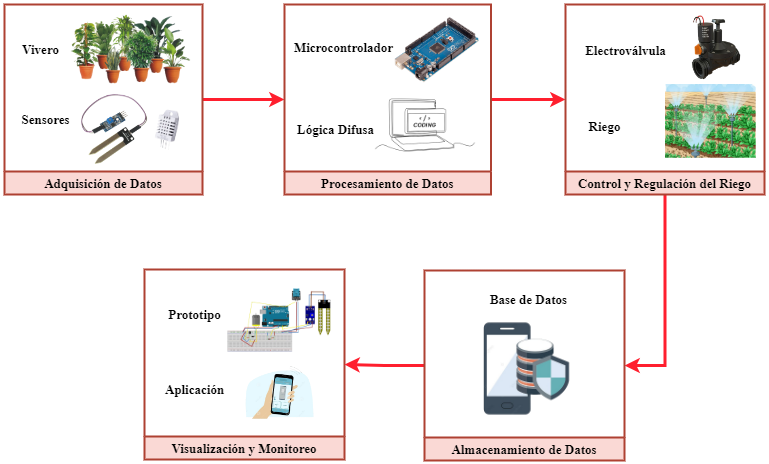 Vivero
Sensores
Adquisición de Datos
Microcontrolador
Lógica Difusa
</>
CODING
Procesamiento de Datos
Electroválvula
Riego
Control y Regulación del Riego
Prototipo
Aplicación
Visualización y Monitoreo
Base de Datos
Almacenamiento de Datos